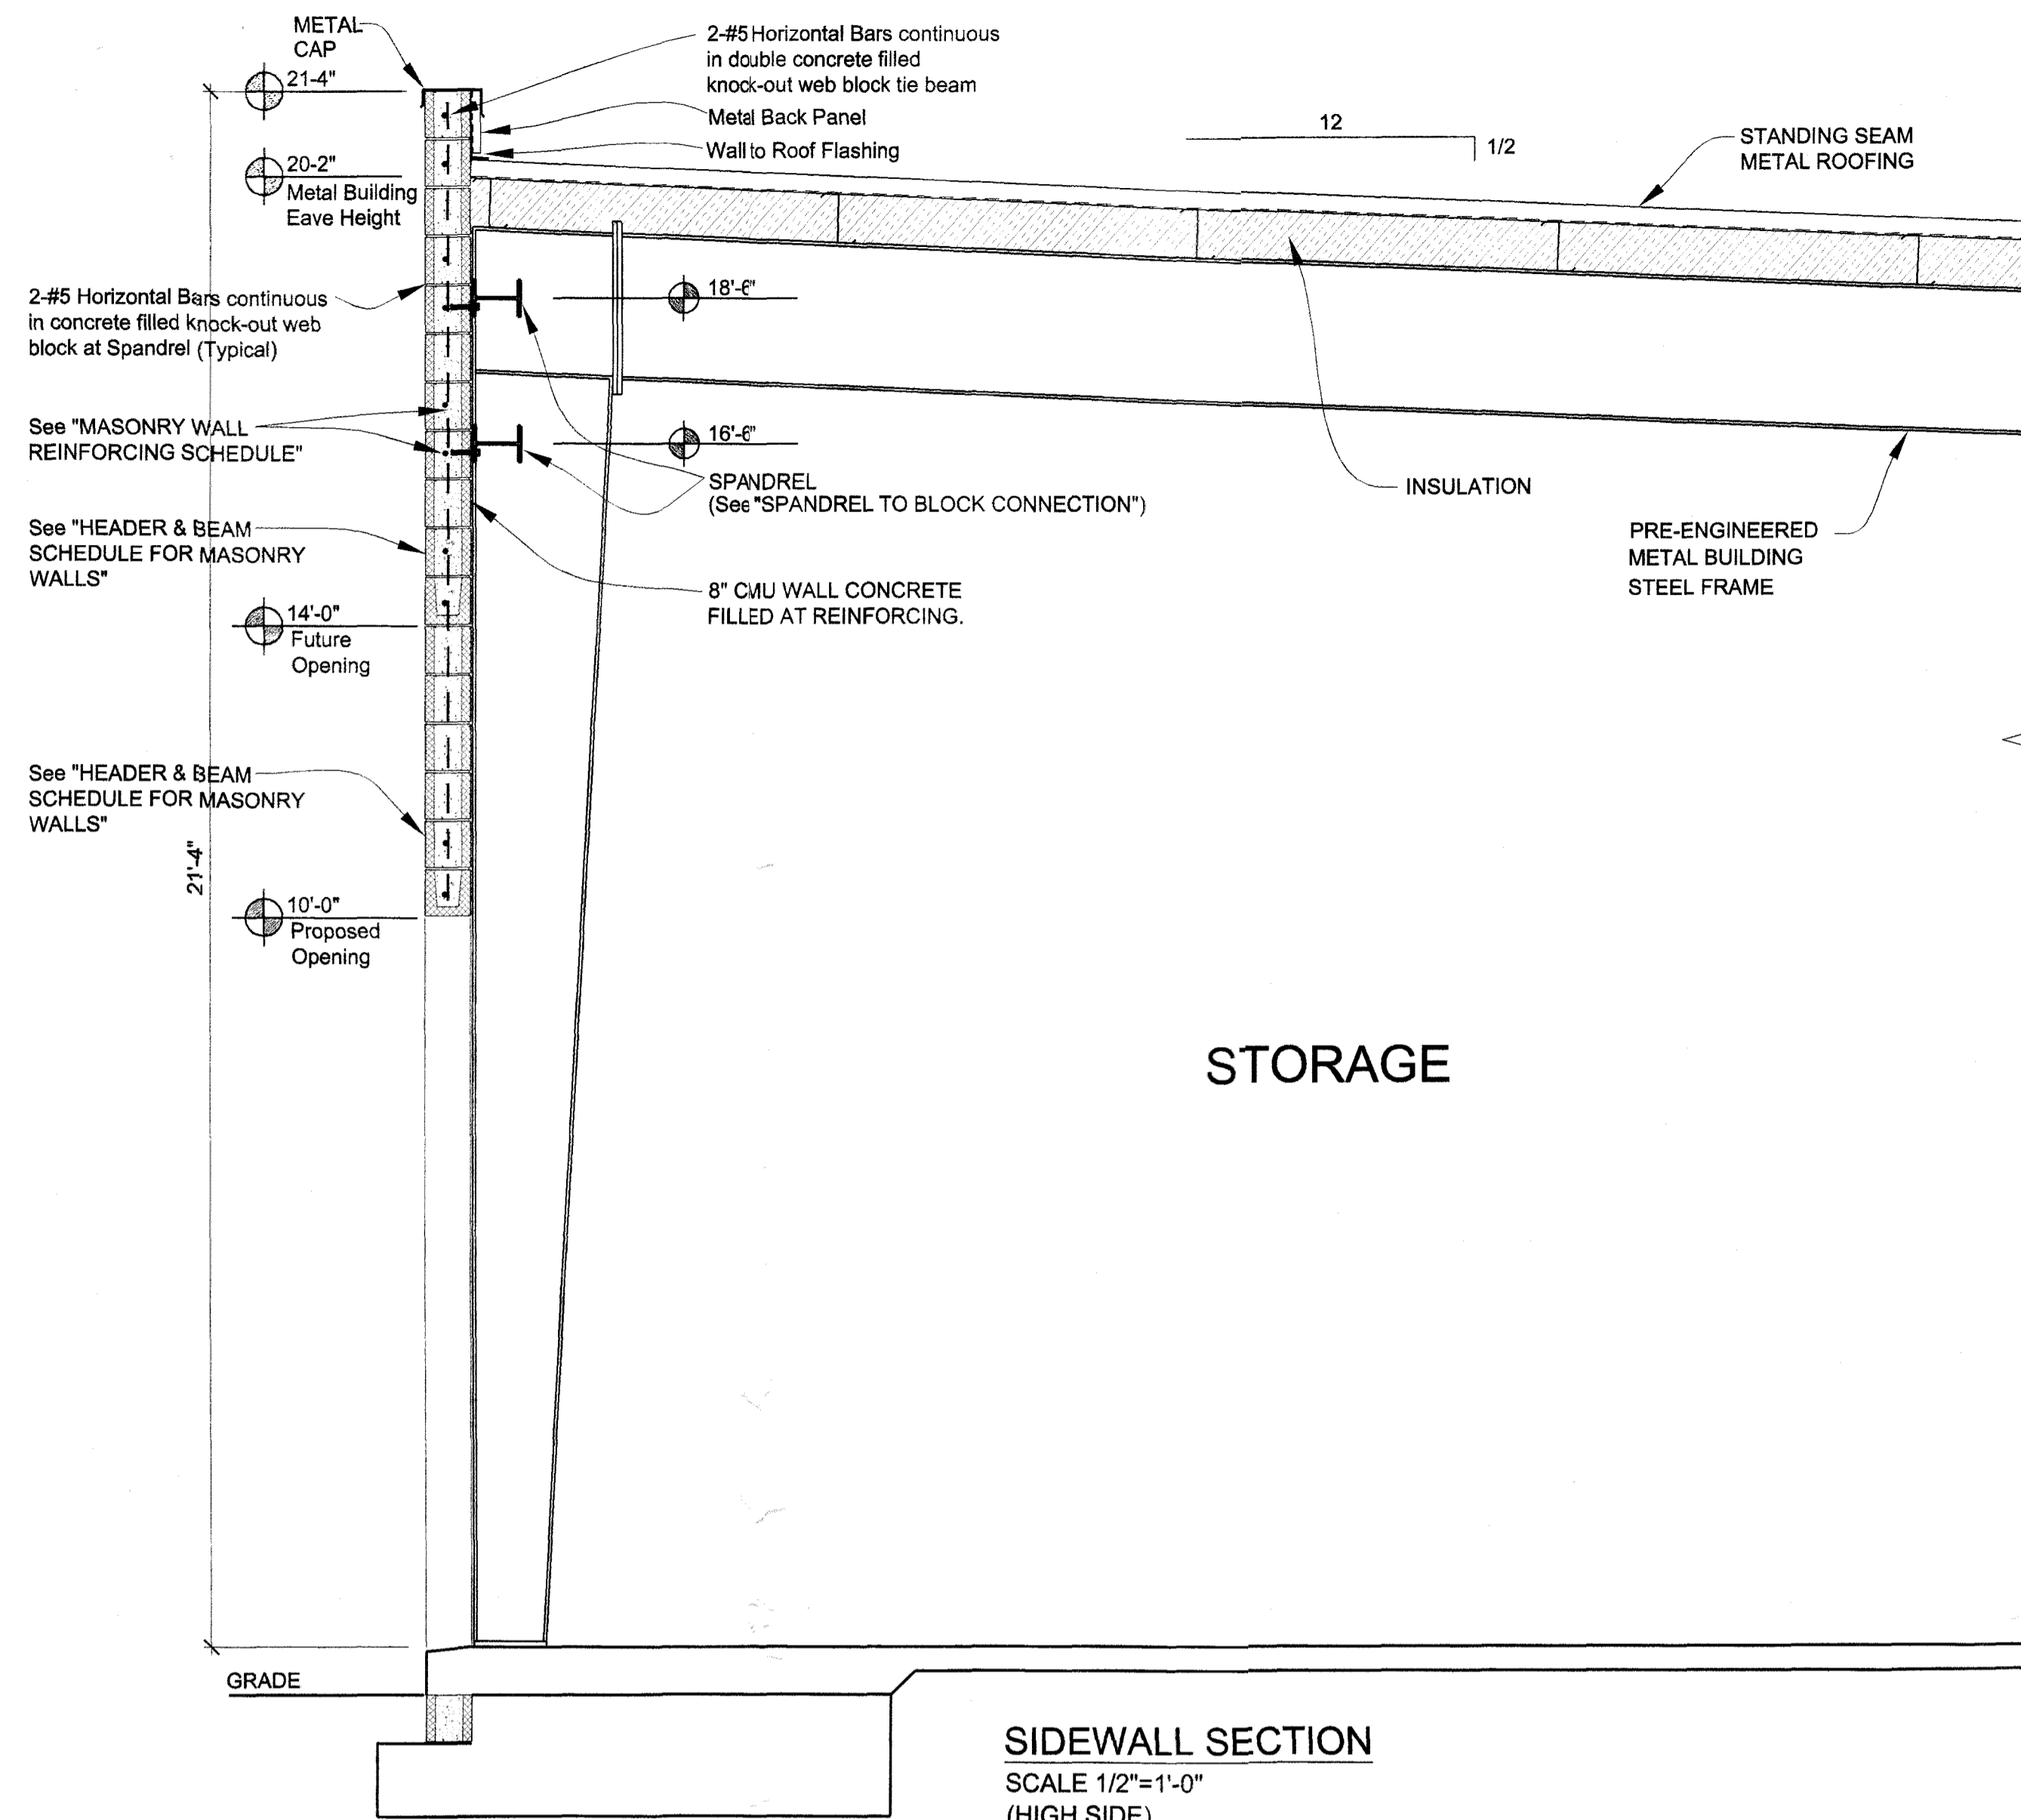 METAL
CAP
21-4"
20-2"
Metal Building
Eave Height
2-#5 Horizontal Bars continuous
in double concrete filled
knock-out web block tie beam
Metal Back Panel
Wall to Roof Flashing
12
1/2
STANDING SEAM
METAL ROOFING
2-#5 Horizontal Bars continuous
in concrete filled knock-out web
block at Spandrel (Typical)
18'-6"
See "MASONRY WALL
REINFORCING SCHEDULE"
16'-6"
SPANDREL
(See "SPANDREL TO BLOCK CONNECTION")
INSULATION
PRE-ENGINEERED
METAL BUILDING
STEEL FRAME
See "HEADER & BEAM
SCHEDULE FOR MASONRY
WALLS"
8" CMU WALL CONCRETE
FILLED AT REINFORCING.
14'-0"
Future
Opening
See "HEADER & BEAM
SCHEDULE FOR MASONRY
WALLS"
21'-4"
10'-0"
Proposed
Opening
STORAGE
GRADE
SIDEWALL SECTION
SCALE 1/2"=1'-0"
(HIGH SIDE)